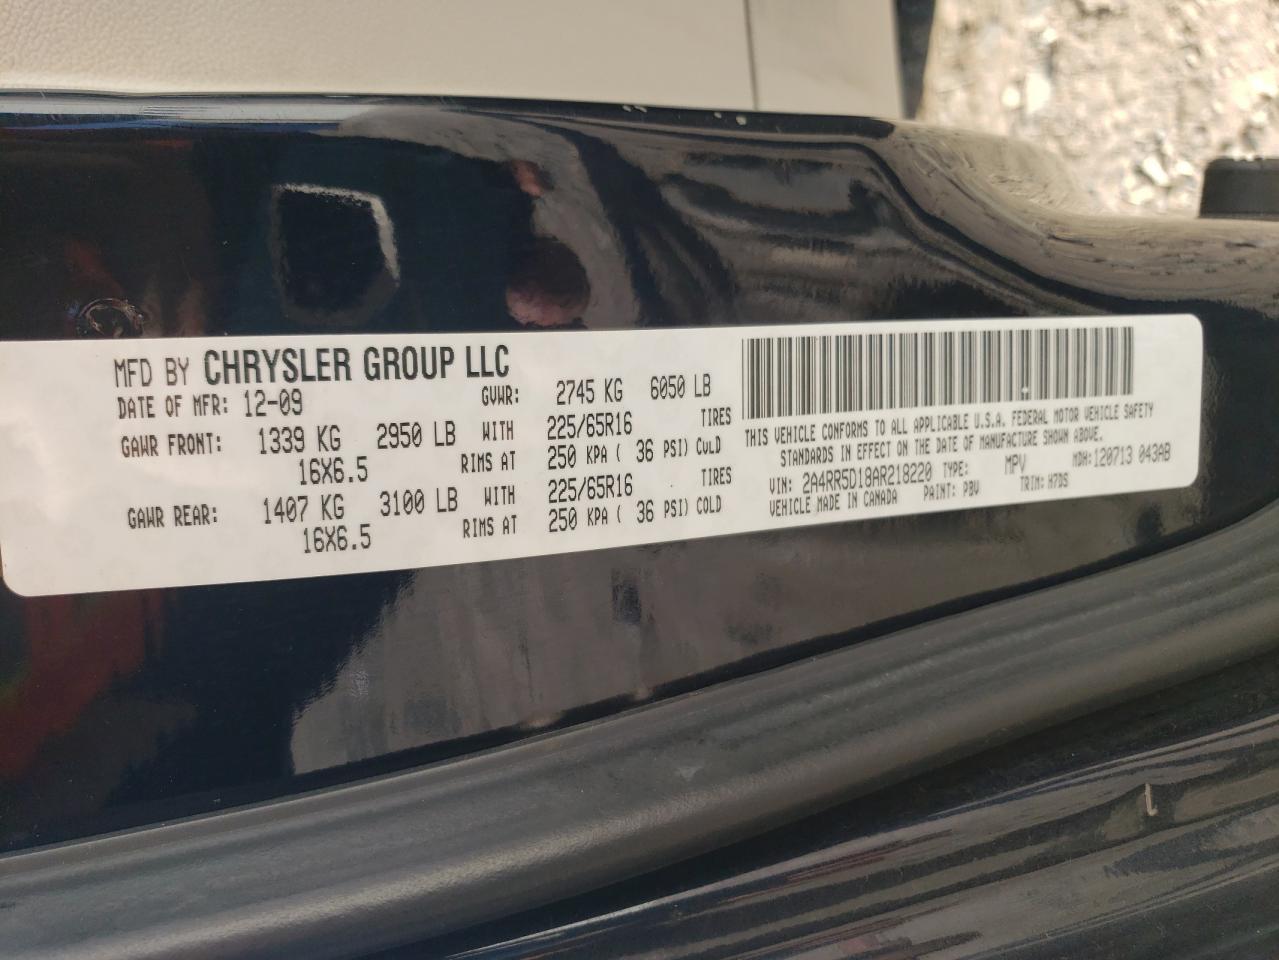 MFD BY CHRYSLER GROUP LLC
DATE OF MFR: 12-09 GVWR: 2745 KG 6050 LB
GAWR FRONT: 1339 KG 2950 LB WITH 225/65R16 TIRES
16X6.5 RIMS AT 250 KPA ( 36 PSI) COLD
GAWR REAR: 1407 KG 3100 LB WITH 225/65R16 TIRES
16X6.5 RIMS AT 250 KPA ( 36 PSI) COLD
THIS VEHICLE CONFORMS TO ALL APPLICABLE U.S.A. FEDERAL MOTOR VEHICLE SAFETY
STANDARDS IN EFFECT ON THE DATE OF MANUFACTURE SHOWN ABOVE.
VIN: 2A4RR5D18AR218220 TYPE: MPV MDH:120713 043AB
VEHICLE MADE IN CANADA PAINT: PBV TRIM: H7DS